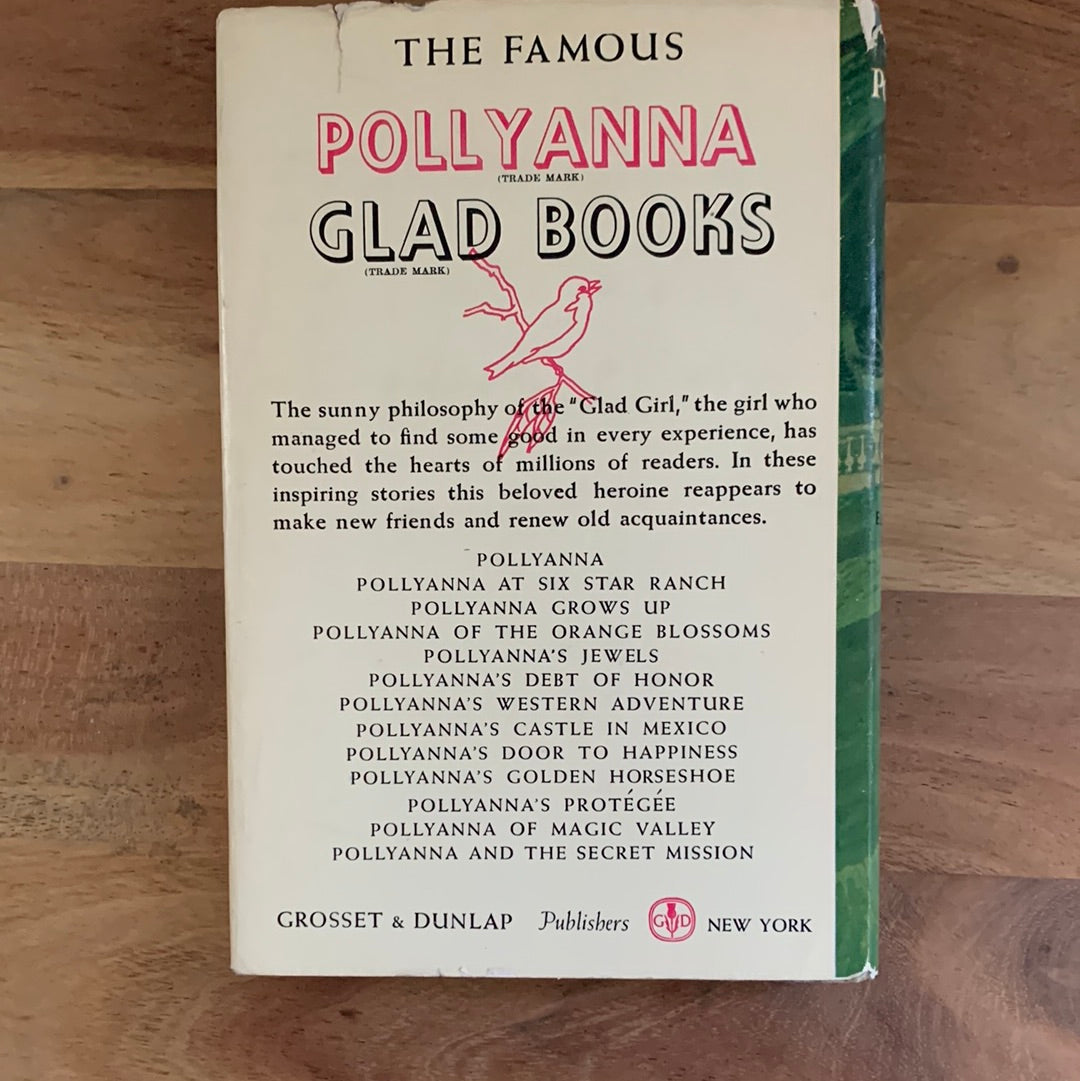 THE FAMOUS
POLLYANNA
(TRADE MARK)
GLAD BOOKS
(TRADE MARK)
The sunny philosophy of the "Glad Girl," the girl who
managed to find some good in every experience, has
touched the hearts of millions of readers. In these
inspiring stories this beloved heroine reappears to
make new friends and renew old acquaintances.
POLLYANNA
POLLYANNA AT SIX STAR RANCH
POLLYANNA GROWS UP
POLLYANNA OF THE ORANGE BLOSSOMS
POLLYANNA'S JEWELS
POLLYANNA'S DEBT OF HONOR
POLLYANNA'S WESTERN ADVENTURE
POLLYANNA'S CASTLE IN MEXICO
POLLYANNA'S DOOR TO HAPPINESS
POLLYANNA'S GOLDEN HORSESHOE
POLLYANNA'S PROTÉGÉE
POLLYANNA OF MAGIC VALLEY
POLLYANNA AND THE SECRET MISSION
GROSSET & DUNLAP Publishers G D NEW YORK